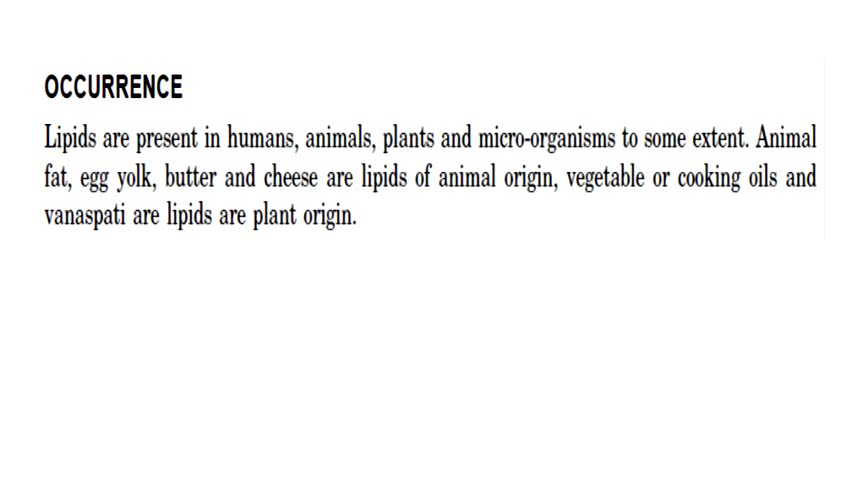 OCCURRENCE
Lipids are present in humans, animals, plants and micro-organisms to some extent. Animal
fat, egg yolk, butter and cheese are lipids of animal origin, vegetable or cooking oils and
vanaspati are lipids are plant origin.